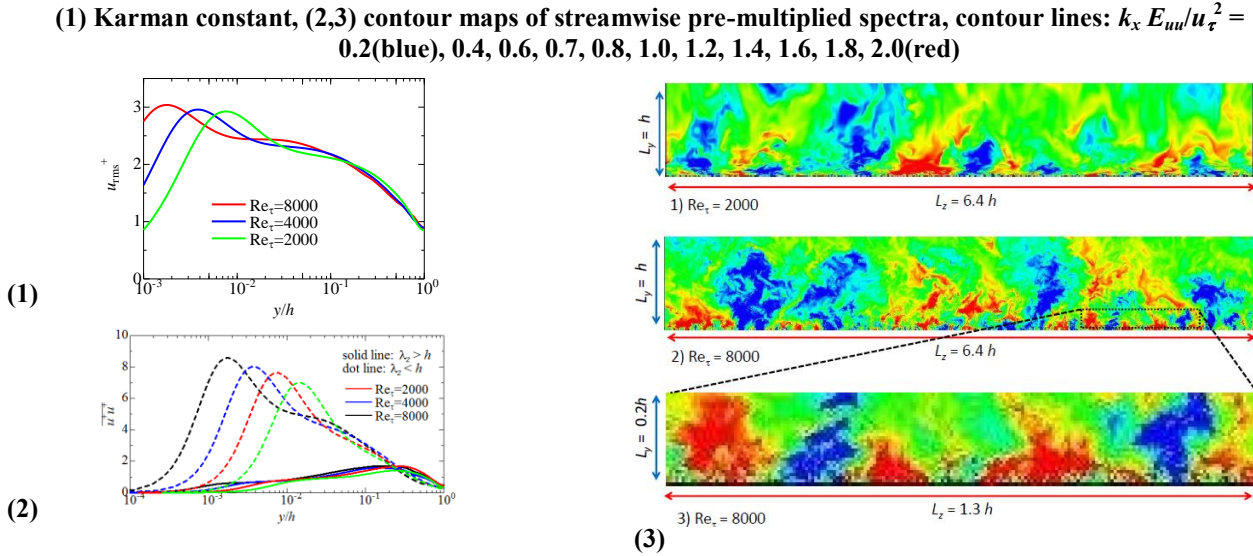 (1) Karman constant, (2,3) contour maps of streamwise pre-multiplied spectra, contour lines: kx Euu/uτ² =
0.2(blue), 0.4, 0.6, 0.7, 0.8, 1.0, 1.2, 1.4, 1.6, 1.8, 2.0(red)
3
2
1
0
urms+
Reτ=8000
Reτ=4000
Reτ=2000
10⁻³ 10⁻² 10⁻¹ 10⁰
y/h
(1)
10
8
6
4
2
0
u+u+
solid line: λz > h
dot line: λz < h
Reτ=2000
Reτ=4000
Reτ=8000
10⁻⁴ 10⁻³ 10⁻² 10⁻¹ 10⁰
y/h
(2)
Ly = h
Lz = 6.4 h
1) Reτ = 2000
Ly = h
Lz = 6.4 h
2) Reτ = 8000
Ly = 0.2h
Lz = 1.3 h
3) Reτ = 8000
(3)